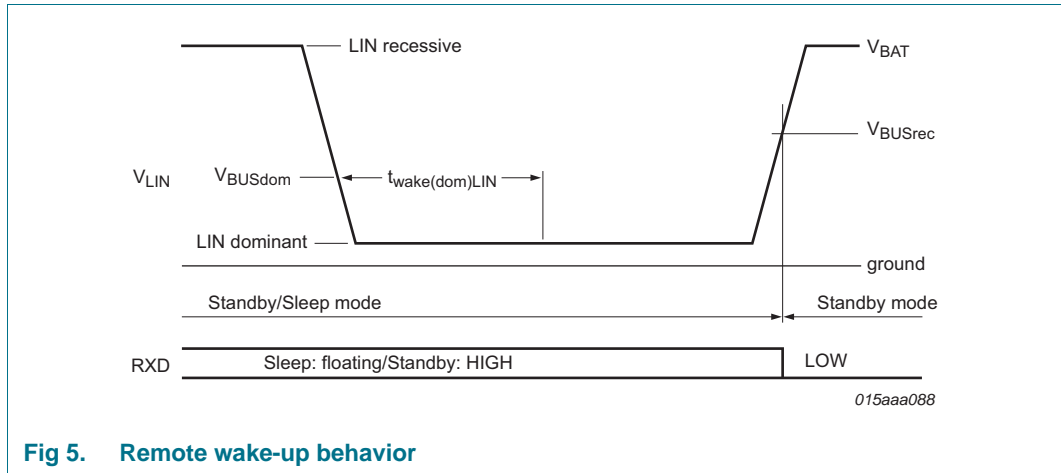 LIN recessive
VBAT
VBUSrec
VLIN
VBUSdom
twake(dom)LIN
LIN dominant
ground
Standby/Sleep mode
Standby mode
RXD
Sleep: floating/Standby: HIGH
LOW
015aaa088
Fig 5. Remote wake-up behavior